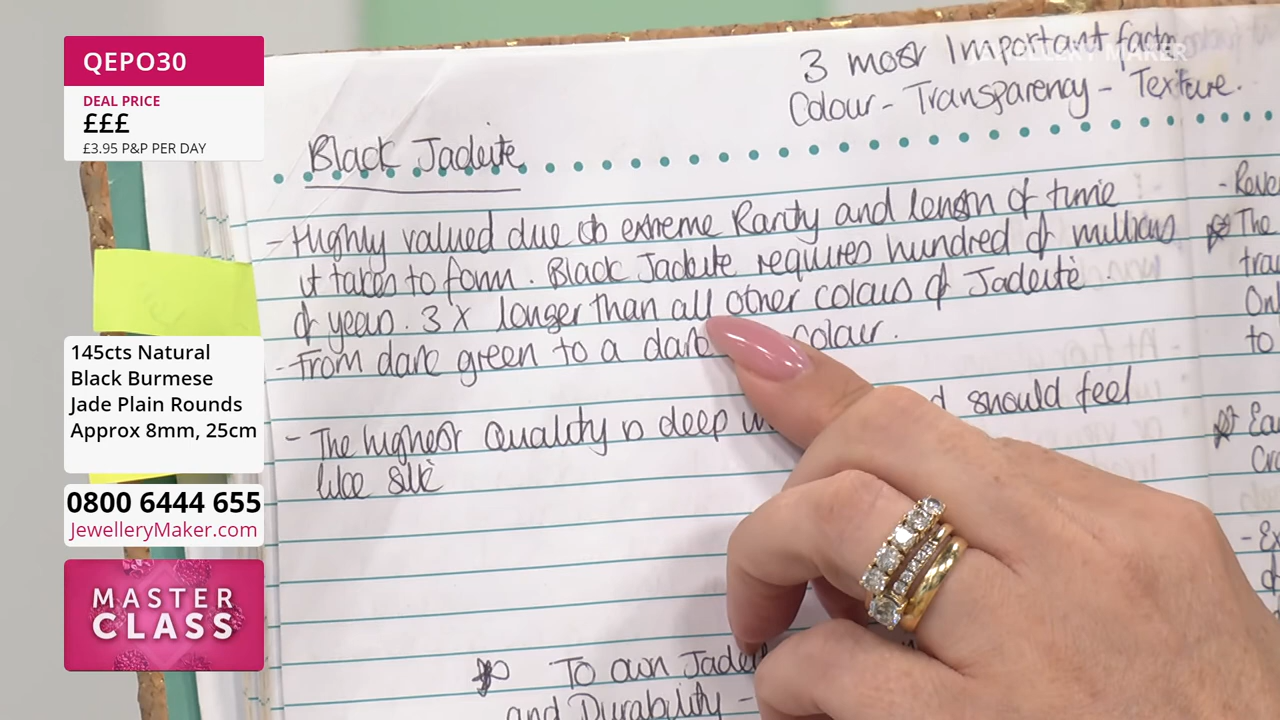 QEPO30
DEAL PRICE
£££
£3.95 P&P PER DAY
145cts Natural
Black Burmese
Jade Plain Rounds
Approx 8mm, 25cm
0800 6444 655
JewelleryMaker.com
MASTER
CLASS
JEWELLERY MAKER
3 most Important
Colour - Transparency - Texture.
Black Jadeite
- Highly valued due to extreme Rarity and length of time
it takes to form. Black Jadeite requires hundred of millions
of years. 3 x longer than all other colours of Jadeite
- From dark green to a dark colour.
- The highest Quality is deep should feel
like silk
To own
and Durability -
The